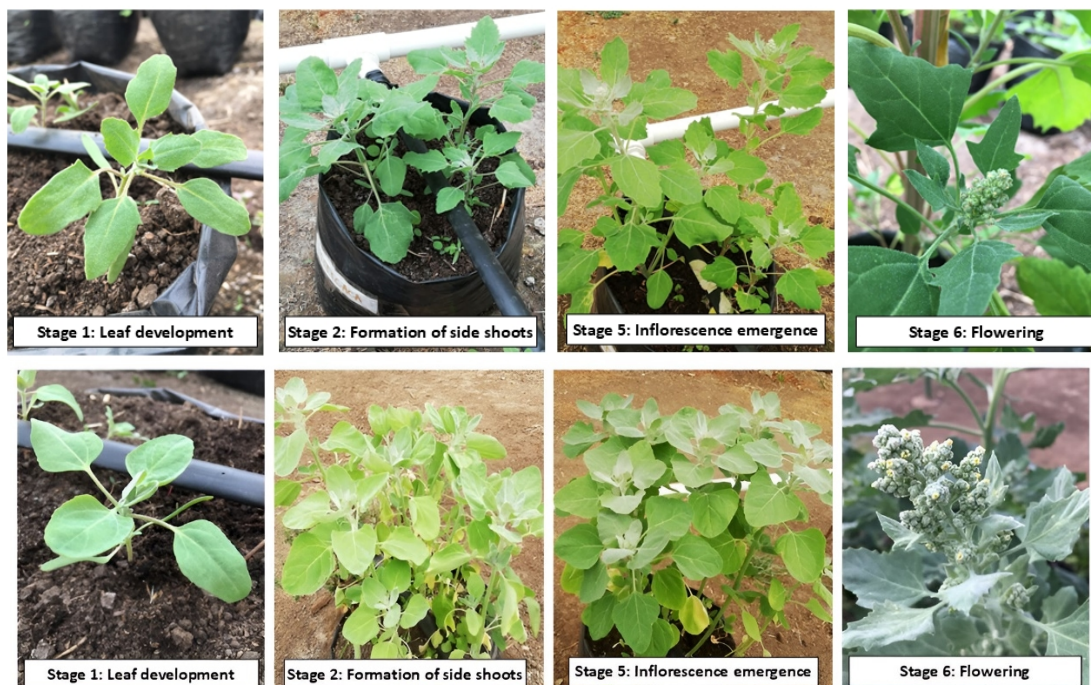 Stage 1: Leaf development
Stage 2: Formation of side shoots
Stage 5: Inflorescence emergence
Stage 6: Flowering
Stage 1: Leaf development
Stage 2: Formation of side shoots
Stage 5: Inflorescence emergence
Stage 6: Flowering